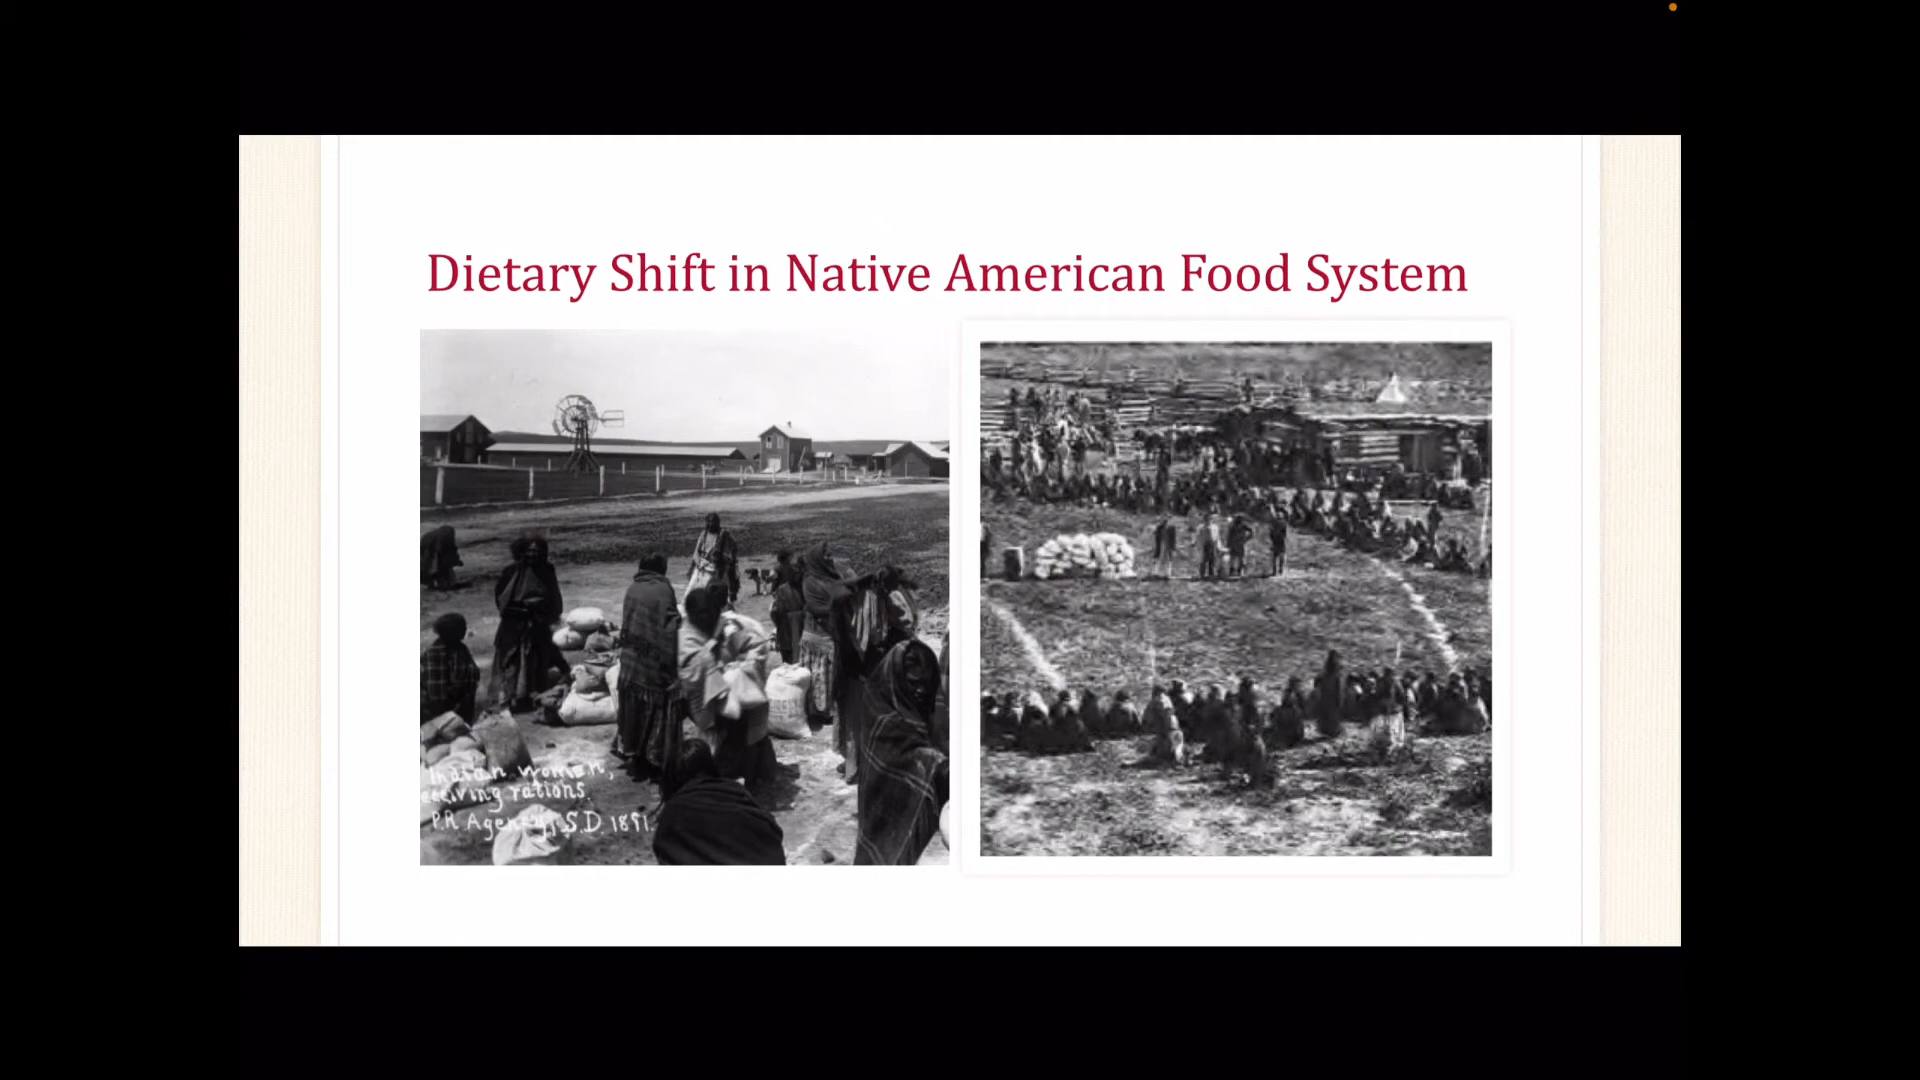 Dietary Shift in Native American Food System
Indian women,
receiving rations.
P.R Agency, S.D. 1891.